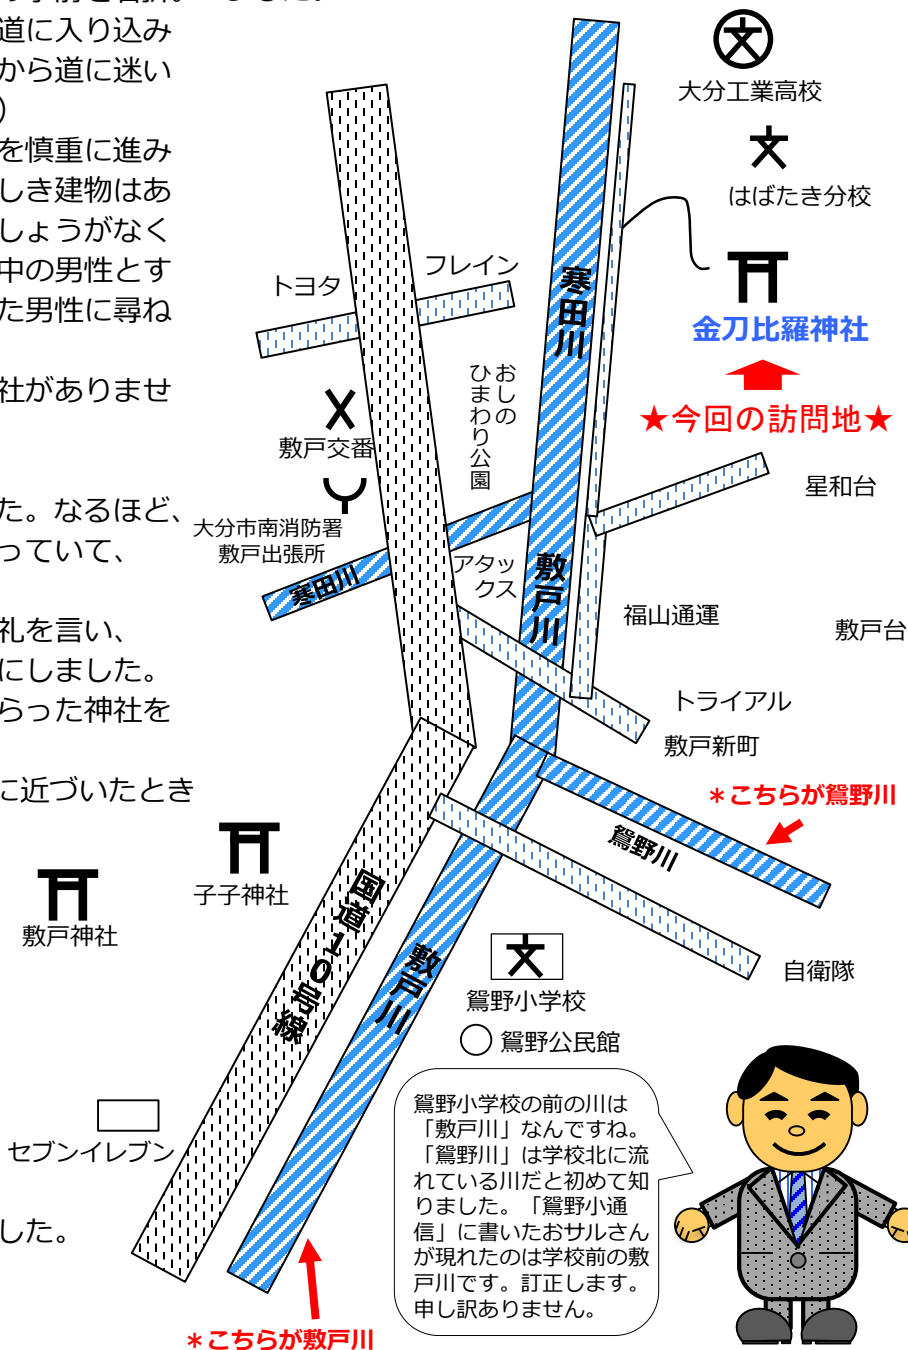 の手前を右折。でした。
道に入り込み
から道に迷い
)
を慎重に進み
しき建物はあ
しょうがなく
中の男性とす
た男性に尋ね
社がありませ
た。なるほど、
っていて、
礼を言い、
にしました。
らった神社を
に近づいたとき
した。
大分工業高校
はばたき分校
金刀比羅神社
★今回の訪問地★
トヨタ
フレイン
寒田川
おしの
ひまわり公園
敷戸交番
大分市南消防署
敷戸出張所
寒田川
アタッ
クス
敷戸川
星和台
福山通運
敷戸台
トライアル
敷戸新町
＊こちらが鴛野川
鴛野川
子子神社
敷戸神社
国道10号線
敷戸川
自衛隊
鴛野小学校
鴛野公民館
セブンイレブン
鴛野小学校の前の川は
「敷戸川」なんですね。
「鴛野川」は学校北に流
れている川だと初めて知
りました。「鴛野小通
信」に書いたおサルさん
が現れたのは学校前の敷
戸川です。訂正します。
申し訳ありません。
＊こちらが敷戸川